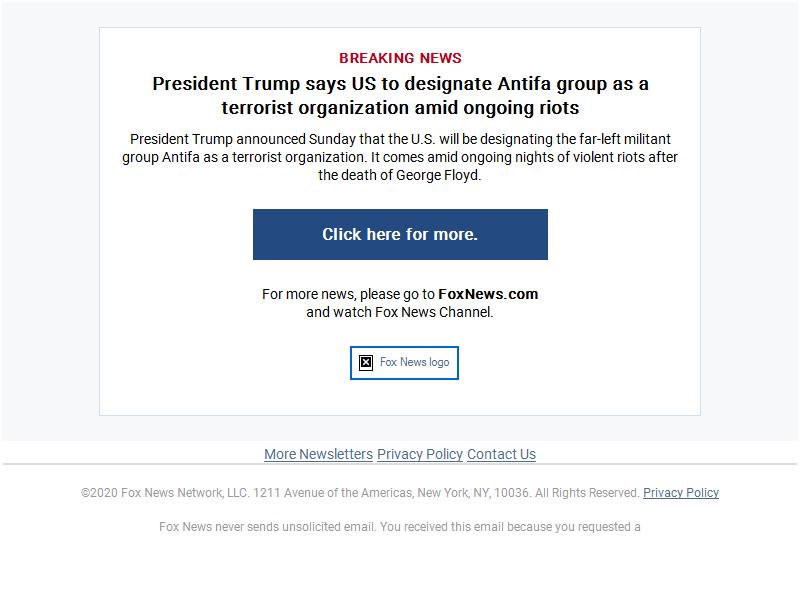 BREAKING NEWS
President Trump says US to designate Antifa group as a
terrorist organization amid ongoing riots
President Trump announced Sunday that the U.S. will be designating the far-left militant
group Antifa as a terrorist organization. It comes amid ongoing nights of violent riots after
the death of George Floyd.
Click here for more.
For more news, please go to FoxNews.com
and watch Fox News Channel.
Fox News logo
More Newsletters Privacy Policy Contact Us
©2020 Fox News Network, LLC. 1211 Avenue of the Americas, New York, NY, 10036. All Rights Reserved. Privacy Policy
Fox News never sends unsolicited email. You received this email because you requested a